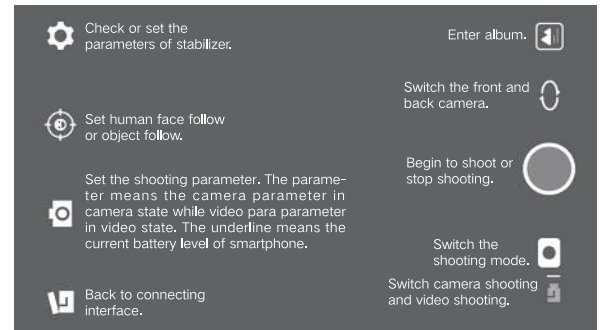 Check or set the
parameters of stabilizer.
Set human face follow
or object follow.
Set the shooting parameter. The parame-
ter means the camera parameter in
camera state while video para parameter
in video state. The underline means the
current battery level of smartphone.
Back to connecting
interface.
Enter album.
Switch the front and
back camera.
Begin to shoot or
stop shooting.
Switch the
shooting mode.
Switch camera shooting
and video shooting.